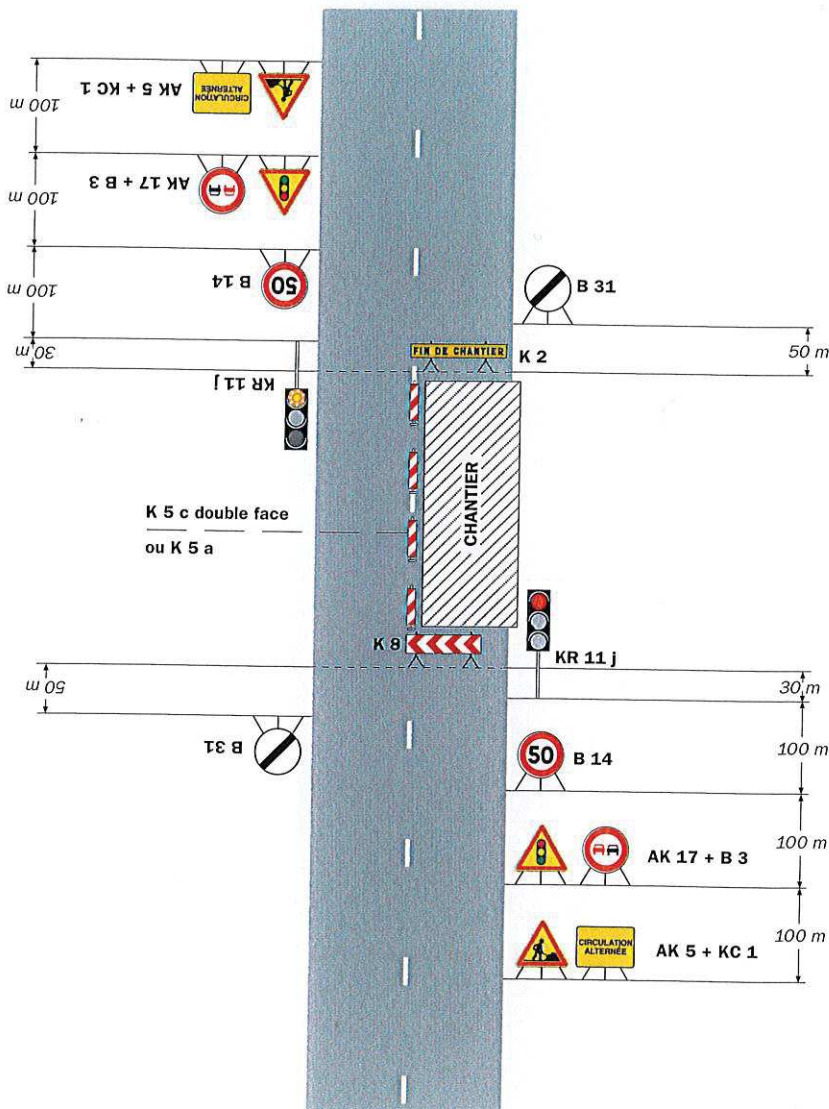 100 m
AK 5 + KC 1
CIRCULATION
ALTERNÉE
100 m
AK 17 + B 3
100 m
B 14
50
B 31
30 m
50 m
FIN DE CHANTIER
K 2
KR 11 j
CHANTIER
K 5 c double face
ou K 5 a
K 8
KR 11 j
50 m
30 m
B 31
50
B 14
100 m
AK 17 + B 3
100 m
CIRCULATION
ALTERNÉE
AK 5 + KC 1
100 m